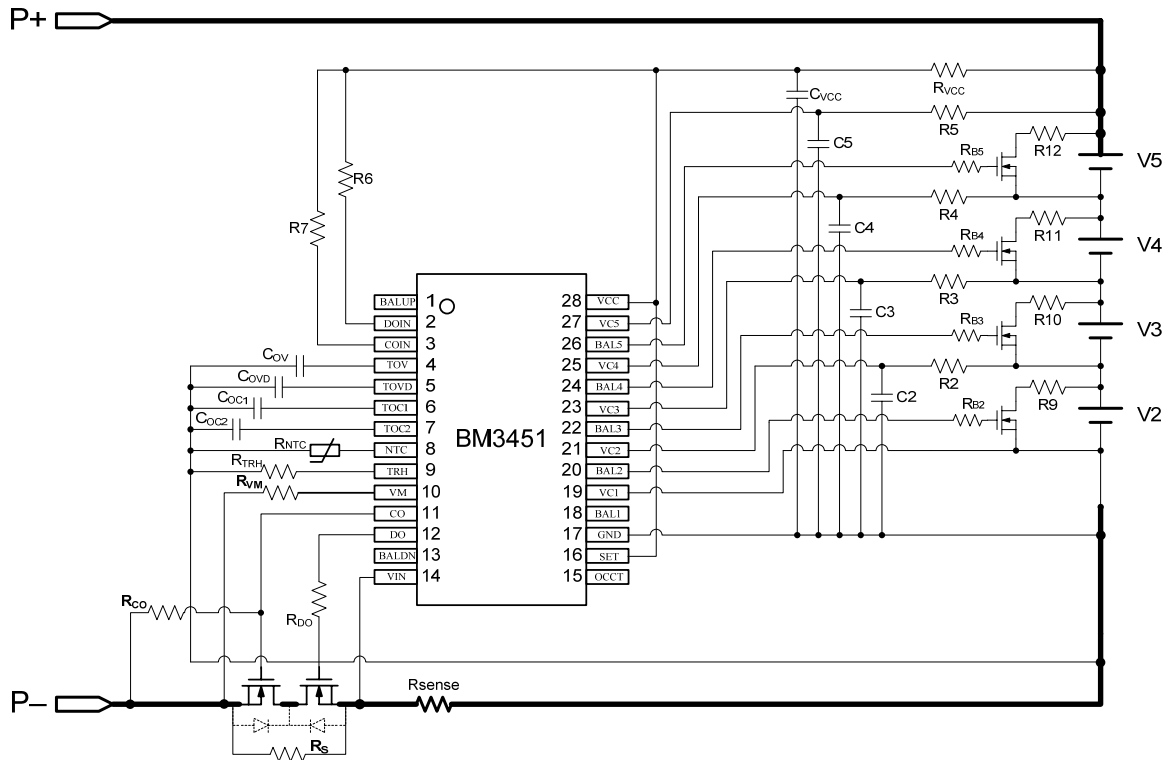 P+
CVCC
RVCC
C5
R5
RB5
R12
V5
R6
R7
R4
C4
RB4
R11
V4
R3
C3
RB3
R10
V3
R2
C2
RB2
R9
V2
BM3451
BALUP 1
DOIN 2
COIN 3
COV TOV 4
COVD TOVD 5
COC1 TOC1 6
COC2 TOC2 7
RNTC NTC 8
RTRH TRH 9
RVM VM 10
CO 11
DO 12
BALDN 13
VIN 14
28 VCC
27 VC5
26 BAL5
25 VC4
24 BAL4
23 VC3
22 BAL3
21 VC2
20 BAL2
19 VC1
18 BAL1
17 GND
16 SET
15 OCCT
RCO
RDO
P–
Rsense
RS